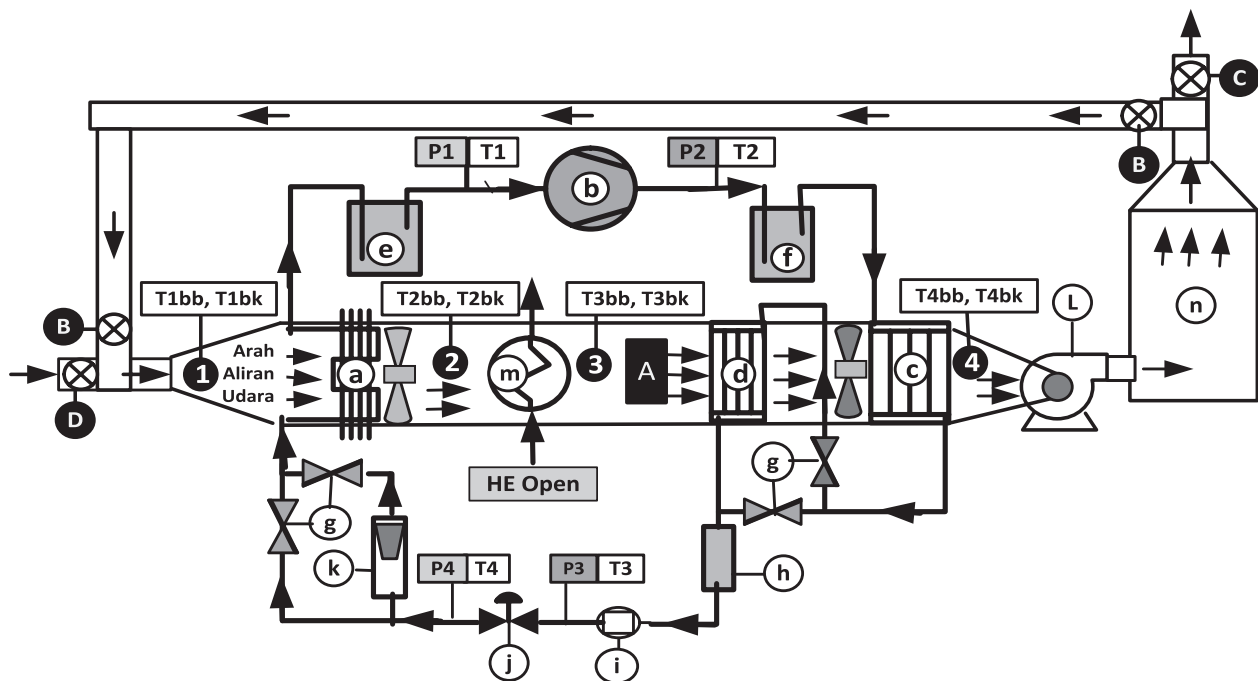 C
B
P1 T1
P2 T2
b
e
f
T1bb, T1bk
T2bb, T2bk
T3bb, T3bk
T4bb, T4bk
L
n
B
1
Arah
Aliran
Udara
a
2
m
3
A
d
c
4
D
HE Open
g
g
k
P4 T4
P3 T3
h
j
i